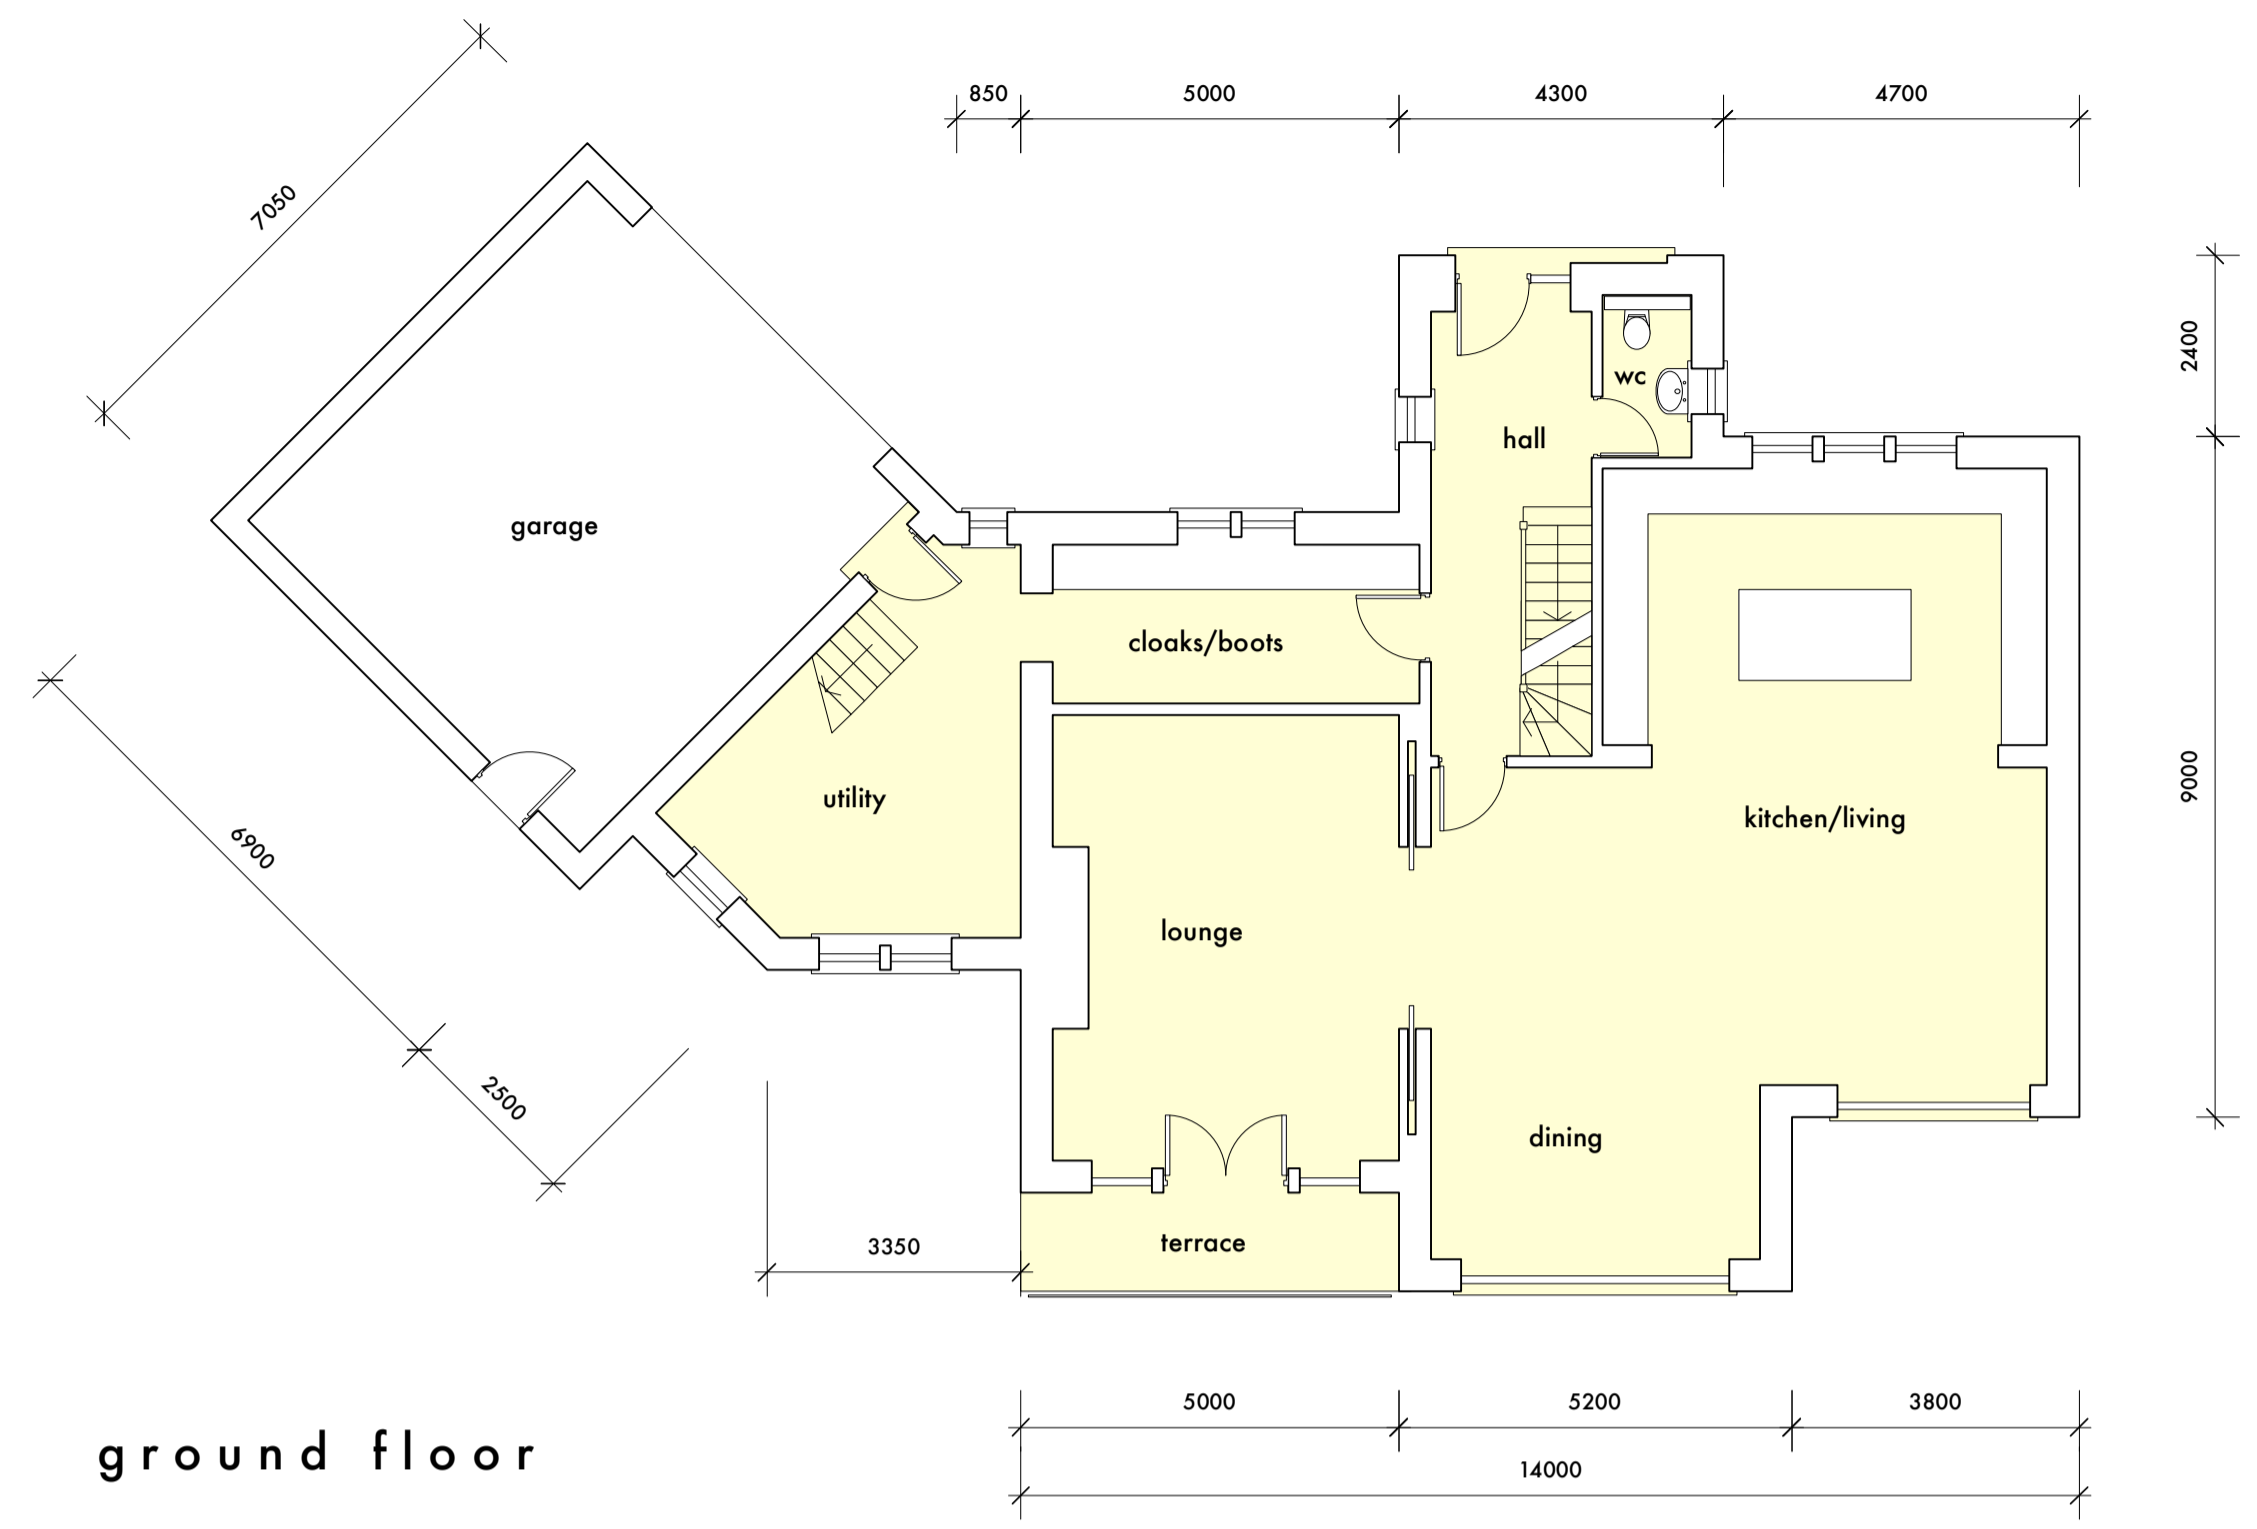 850
5000
4300
4700
7050
2400
wc
hall
garage
cloaks/boots
9000
utility
kitchen/living
6900
lounge
2500
dining
terrace
3350
5000
5200
3800
ground floor
14000